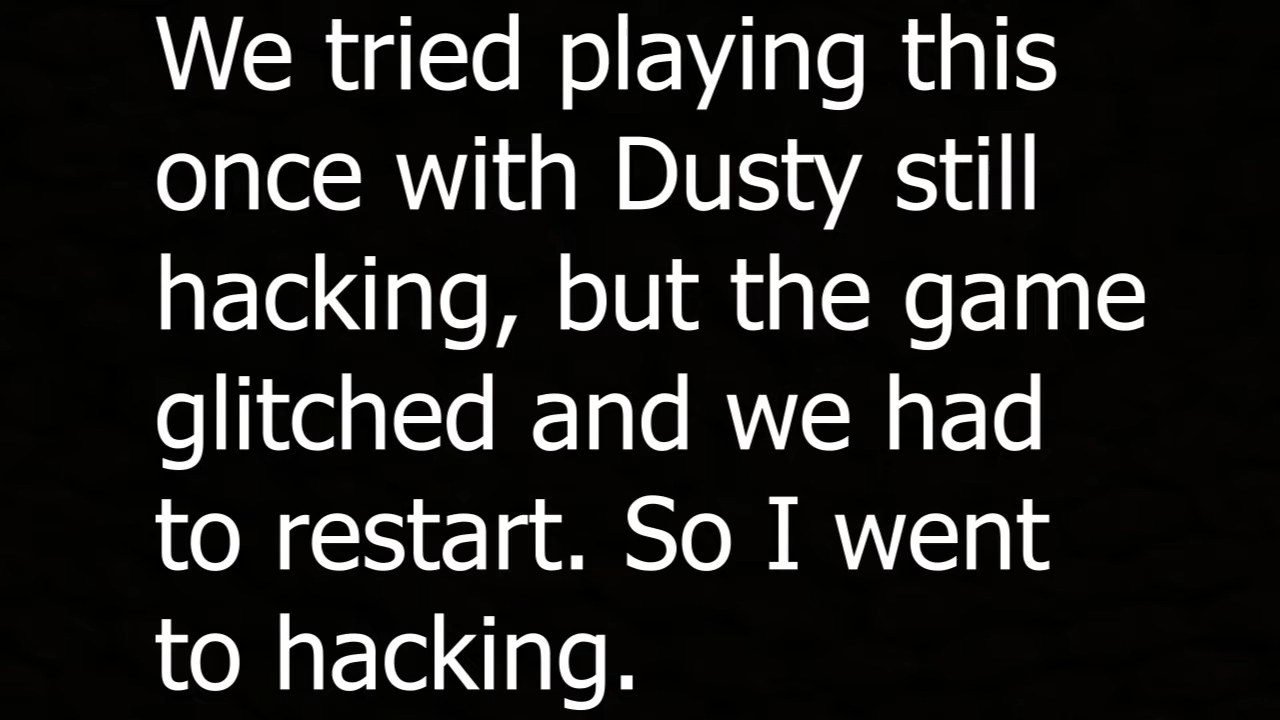 We tried playing this
once with Dusty still
hacking, but the game
glitched and we had
to restart. So I went
to hacking.